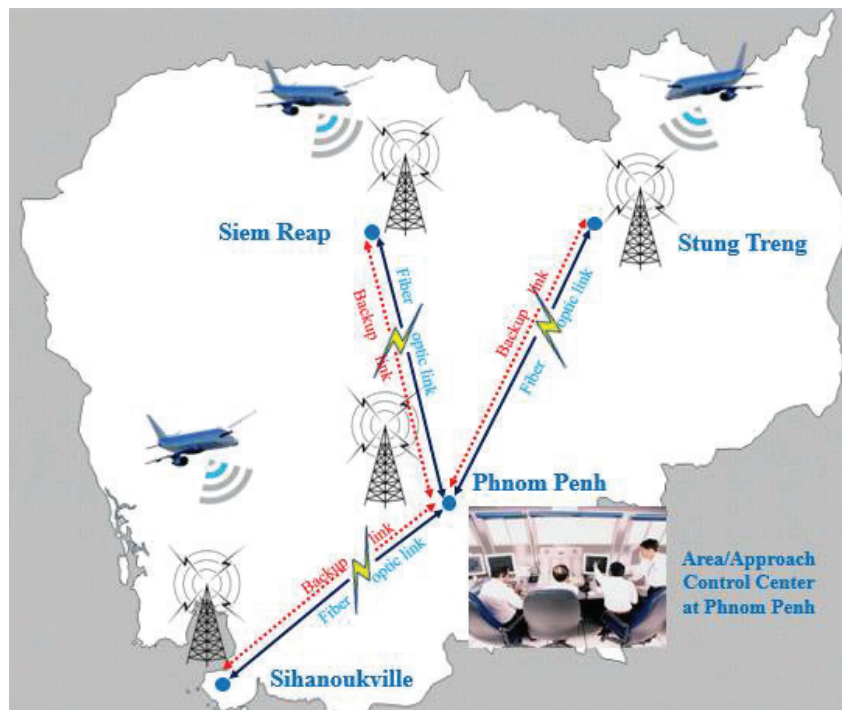 Siem Reap
Stung Treng
Fiber
optic link
Backup
link
Backup
link
Fiber
optic link
Phnom Penh
Backup
link
Fiber
optic link
Area/Approach
Control Center
at Phnom Penh
Sihanoukville